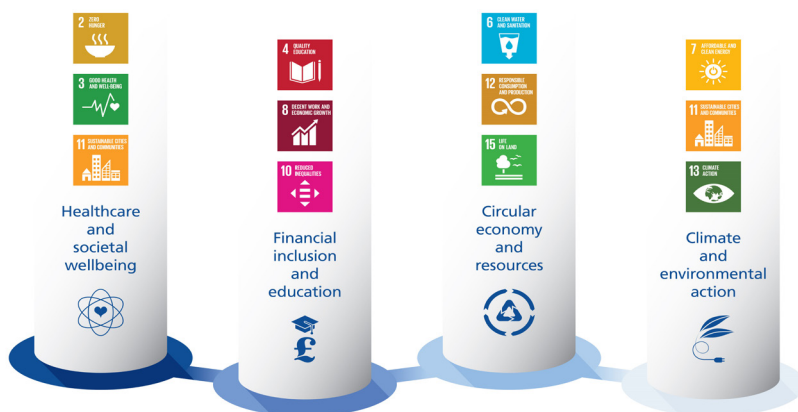 2 ZERO
HUNGER
3 GOOD HEALTH
AND WELL-BEING
11 SUSTAINABLE CITIES
AND COMMUNITIES
Healthcare
and
societal
wellbeing
4 QUALITY
EDUCATION
8 DECENT WORK AND
ECONOMIC GROWTH
10 REDUCED
INEQUALITIES
Financial
inclusion
and
education
£
6 CLEAN WATER
AND SANITATION
12 RESPONSIBLE
CONSUMPTION
AND PRODUCTION
15 LIFE
ON LAND
Circular
economy
and
resources
7 AFFORDABLE AND
CLEAN ENERGY
11 SUSTAINABLE CITIES
AND COMMUNITIES
13 CLIMATE
ACTION
Climate
and
environmental
action